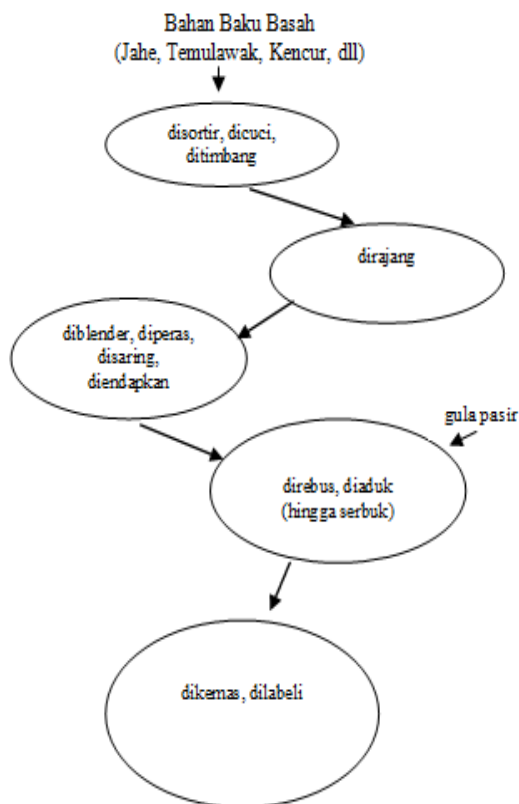 Bahan Baku Basah
(Jahe, Temulawak, Kencur, dll)
disortir, dicuci,
ditimbang
dirajang
diblender, diperas,
disaring,
diendapkan
gula pasir
direbus, diaduk
(hingga serbuk)
dikemas, dilabeli